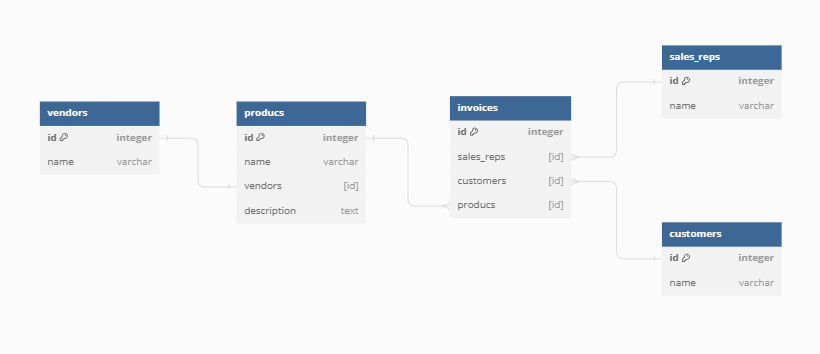 vendors
id integer
name varchar
producs
id integer
name varchar
vendors [id]
description text
invoices
id integer
sales_reps [id]
customers [id]
producs [id]
sales_reps
id integer
name varchar
customers
id integer
name varchar